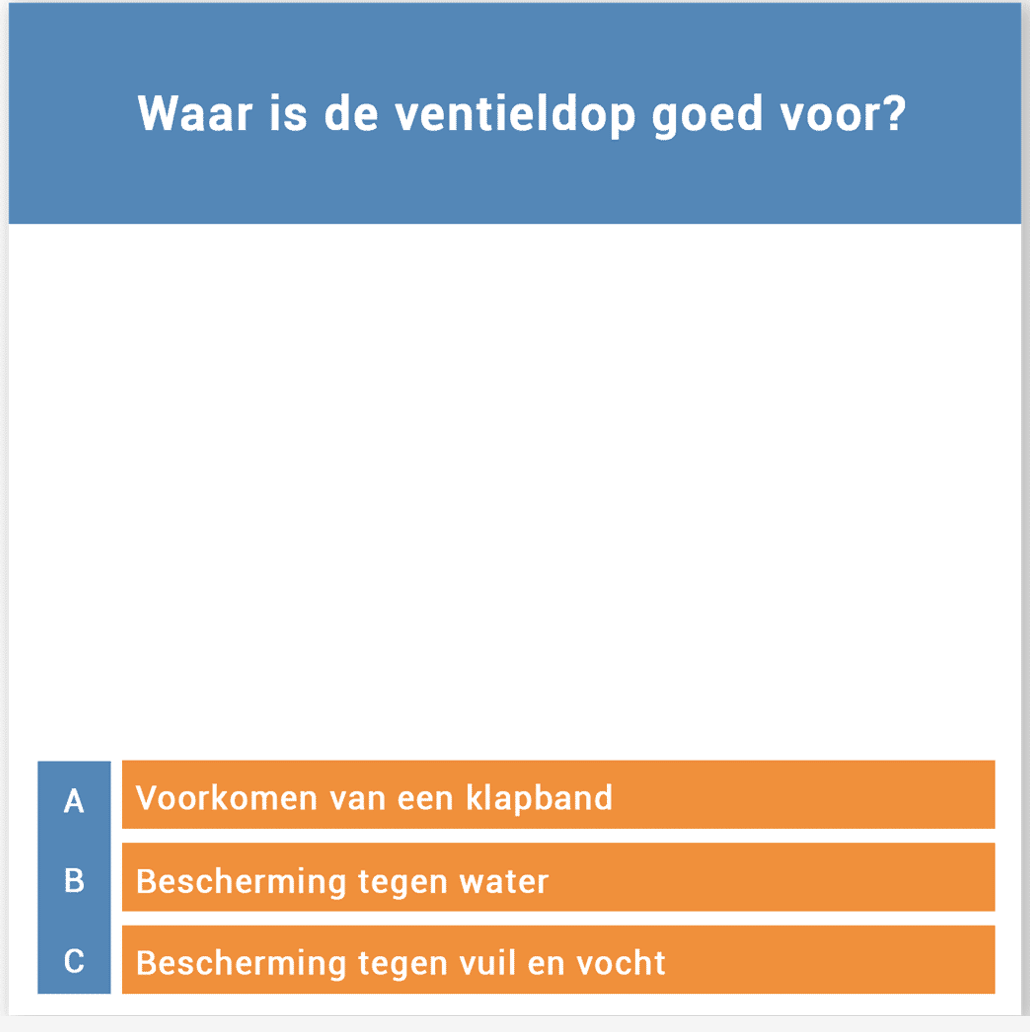 Waar is de ventieldop goed voor?
A Voorkomen van een klapband
B Bescherming tegen water
C Bescherming tegen vuil en vocht